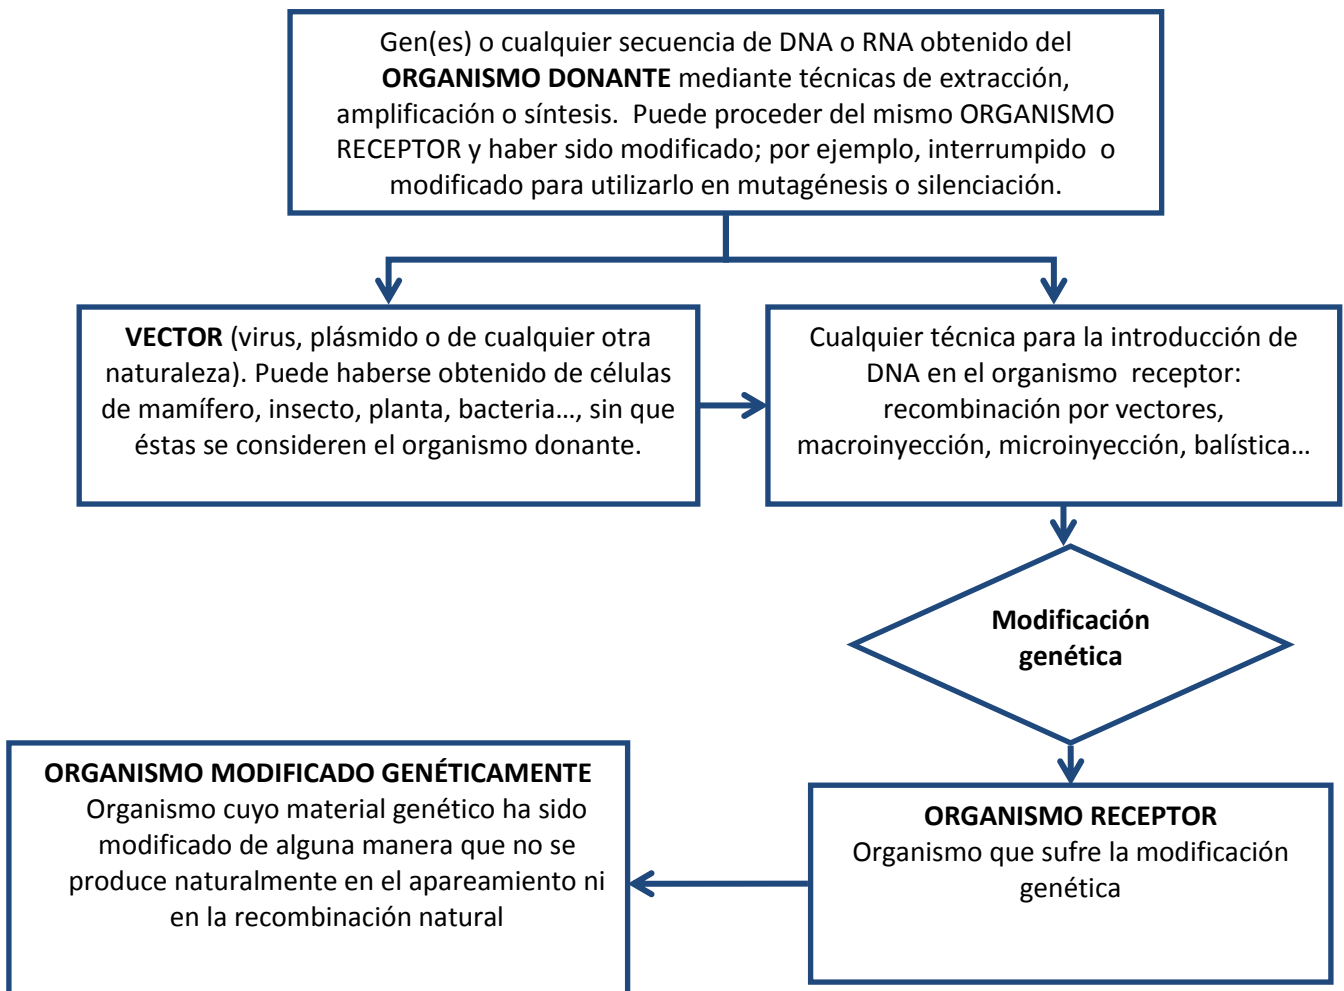 Gen(es) o cualquier secuencia de DNA o RNA obtenido del
ORGANISMO DONANTE mediante técnicas de extracción,
amplificación o síntesis. Puede proceder del mismo ORGANISMO
RECEPTOR y haber sido modificado; por ejemplo, interrumpido o
modificado para utilizarlo en mutagénesis o silenciación.
VECTOR (virus, plásmido o de cualquier otra
naturaleza). Puede haberse obtenido de células
de mamífero, insecto, planta, bacteria..., sin que
éstas se consideren el organismo donante.
Cualquier técnica para la introducción de
DNA en el organismo receptor:
recombinación por vectores,
macroinyección, microinyección, balística...
Modificación
genética
ORGANISMO RECEPTOR
Organismo que sufre la modificación
genética
ORGANISMO MODIFICADO GENÉTICAMENTE
Organismo cuyo material genético ha sido
modificado de alguna manera que no se
produce naturalmente en el apareamiento ni
en la recombinación natural